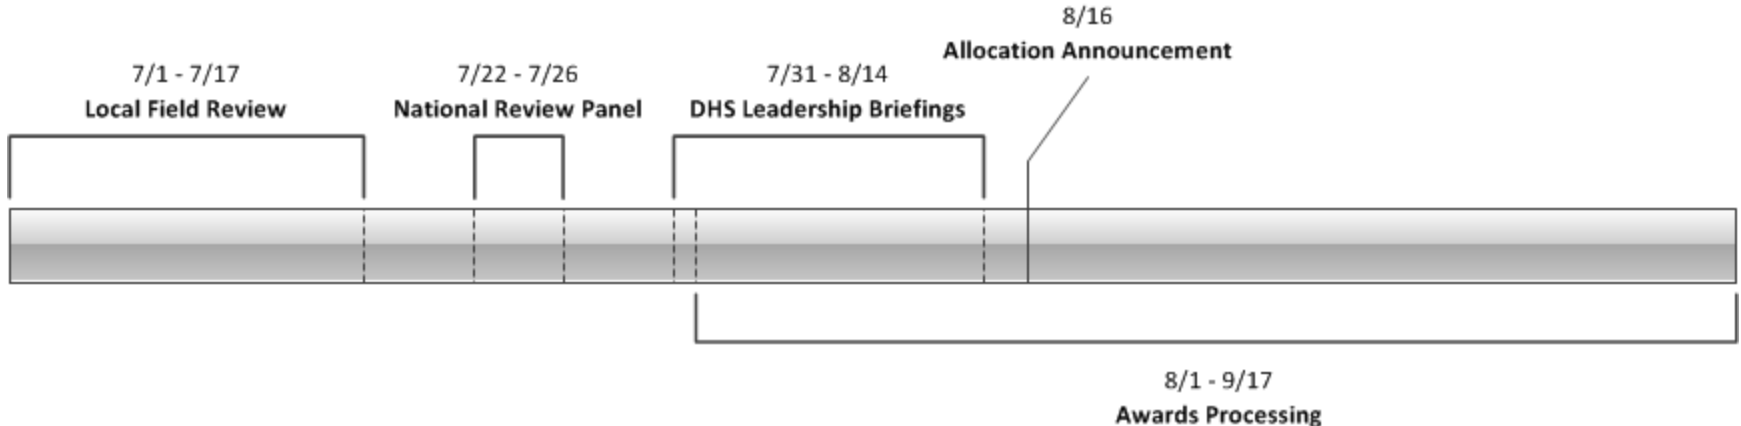 8/16
Allocation Announcement
7/1 - 7/17
Local Field Review
7/22 - 7/26
National Review Panel
7/31 - 8/14
DHS Leadership Briefings
8/1 - 9/17
Awards Processing